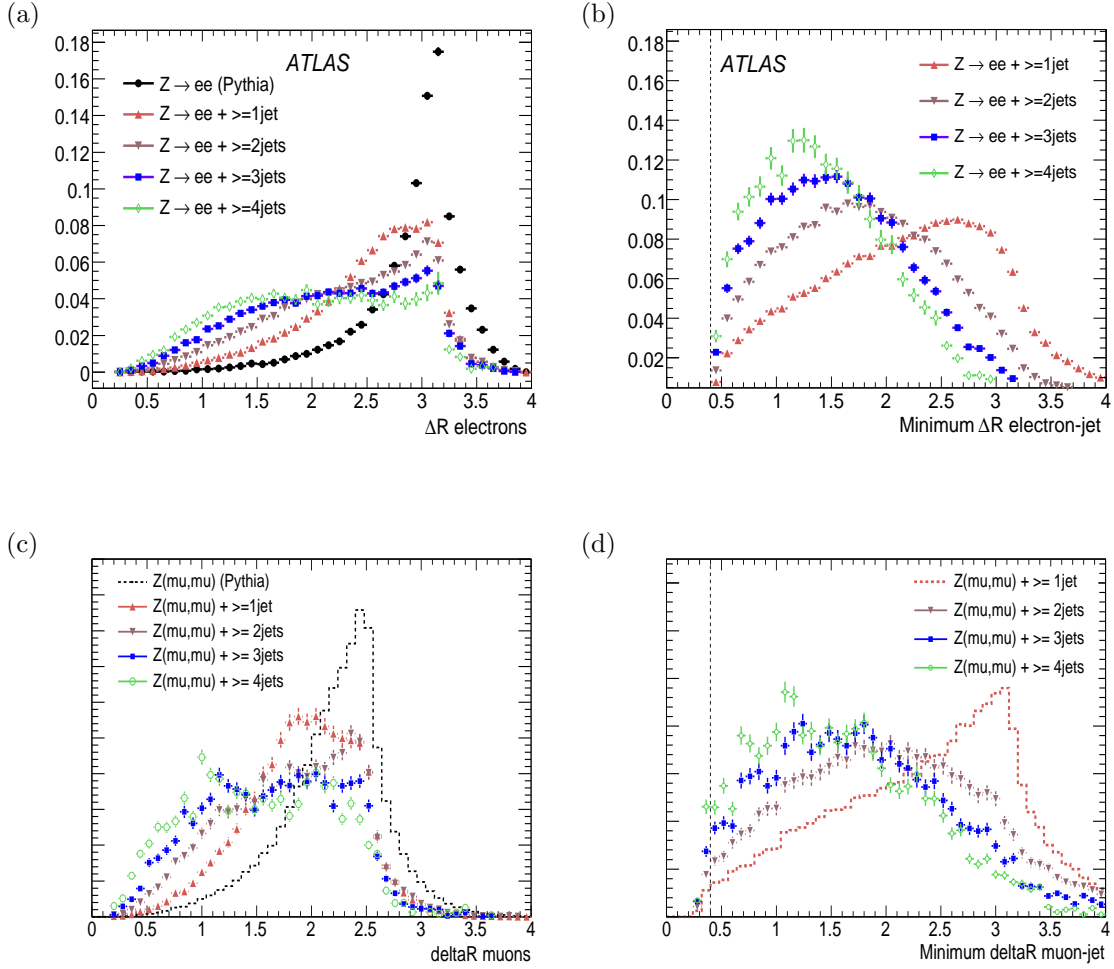 (a)
0.18
0.16
0.14
0.12
0.1
0.08
0.06
0.04
0.02
0
ATLAS
Z → ee (Pythia)
Z → ee + >=1jet
Z → ee + >=2jets
Z → ee + >=3jets
Z → ee + >=4jets
0 0.5 1 1.5 2 2.5 3 3.5 4
ΔR electrons
(b)
0.18
0.16
0.14
0.12
0.1
0.08
0.06
0.04
0.02
ATLAS
Z → ee + >=1jet
Z → ee + >=2jets
Z → ee + >=3jets
Z → ee + >=4jets
0 0.5 1 1.5 2 2.5 3 3.5 4
Minimum ΔR electron-jet
(c)
Z(mu,mu) (Pythia)
Z(mu,mu) + >=1jet
Z(mu,mu) + >= 2jets
Z(mu,mu) + >= 3jets
Z(mu,mu) + >= 4jets
0 0.5 1 1.5 2 2.5 3 3.5 4
deltaR muons
(d)
Z(mu,mu) + >= 1jet
Z(mu,mu) + >= 2jets
Z(mu,mu) + >= 3jets
Z(mu,mu) + >= 4jets
0 0.5 1 1.5 2 2.5 3 3.5 4
Minimum deltaR muon-jet